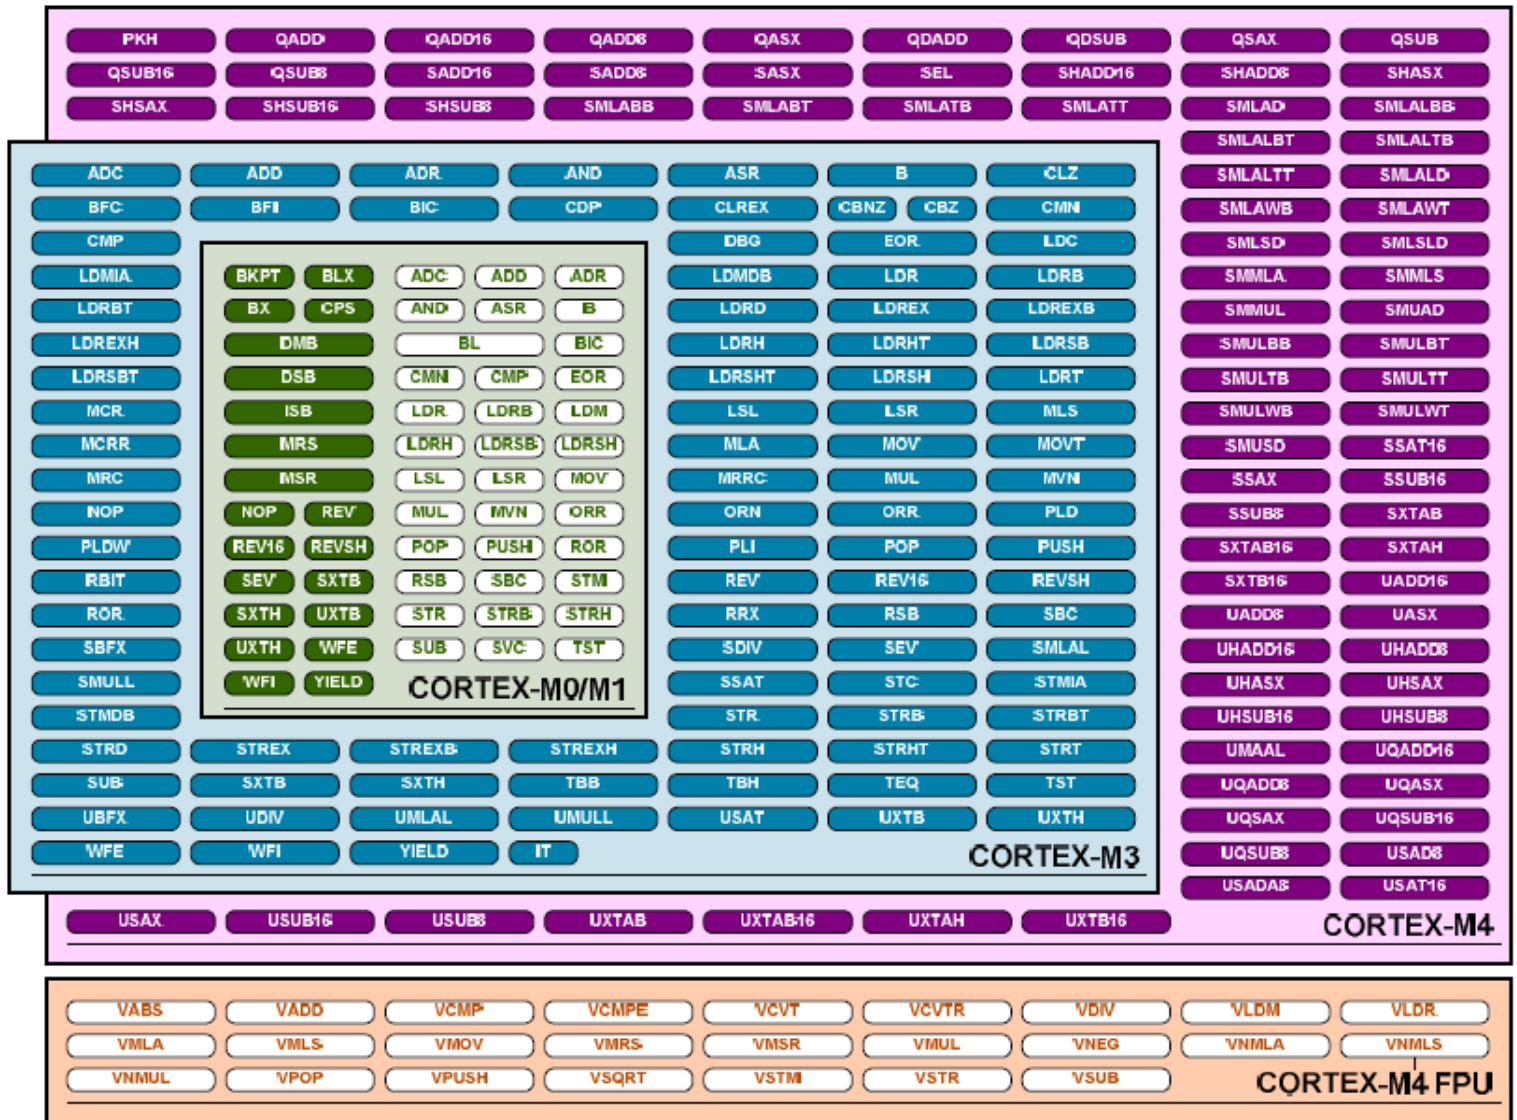 PKH QADD QADD16 QADD8 QASX QDADD QDSUB QSAX QSUB
QSUB16 QSUB8 SADD16 SADD8 SASX SEL SHADD16 SHADD8 SHASX
SHSAX SHSUB16 SHSUB8 SMLABB SMLABT SMLATB SMLATT SMLAD SMLALBB
SMLALBT SMLALTB
ADC ADD ADR AND ASR B CLZ SMLALTT SMLALD
BFC BFI BIC CDP CLREX CBNZ CBZ CMN SMLAWB SMLAWT
CMP DBG EOR LDC SMLSD SMLSLD
LDMIA BKPT BLX ADC ADD ADR LDMDB LDR LDRB SMMLA SMMLS
LDRBT BX CPS AND ASR B LDRD LDREX LDREXB SMMUL SMUAD
LDREXH DMB BL BIC LDRH LDRHT LDRSB SMULBB SMULBT
LDRSBT DSB CMN CMP EOR LDRSHT LDRSH LDRT SMULTB SMULTT
MCR ISB LDR LDRB LDM LSL LSR MLS SMULWB SMULWT
MCRR MRS LDRH LDRSB LDRSH MLA MOV MOVT SMUSD SSAT16
MRC MSR LSL LSR MOV MRRC MUL MVN SSAX SSUB16
NOP NOP REV MUL MVN ORR ORN ORR PLD SSUB8 SXTAB
PLDW REV16 REVSH POP PUSH ROR PLI POP PUSH SXTAB16 SXTAH
RBIT SEV SXTB RSB SBC STM REV REV16 REVSH SXTB16 UADD16
ROR SXTH UXTB STR STRB STRH RRX RSB SBC UADD8 UASX
SBFX UXTH WFE SUB SVC TST SDIV SEV SMLAL UHADD16 UHADD8
SMULL WFI YIELD CORTEX-M0/M1 SSAT STC STMIA UHASX UHSAX
STMDB STR STRB STRBT UHSUB16 UHSUB8
STRD STREX STREXB STREXH STRH STRHT STRT UMAAL UQADD16
SUB SXTB SXTH TBB TBH TEQ TST UQADD8 UQASX
UBFX UDIV UMLAL UMULL USAT UXTB UXTH UQSAX UQSUB16
WFE WFI YIELD IT CORTEX-M3 UQSUB8 USAD8
USADA8 USAT16
USAX USUB16 USUB8 UXTAB UXTAB16 UXTAH UXTB16 CORTEX-M4
VABS VADD VCMP VCMPE VCVT VCVTR VDIV VLDM VLDR
VMLA VMLS VMOV VMRS VMSR VMUL VNEG VNMLA VNMLS
VNMUL VPOP VPUSH VSQRT VSTM VSTR VSUB CORTEX-M4 FPU